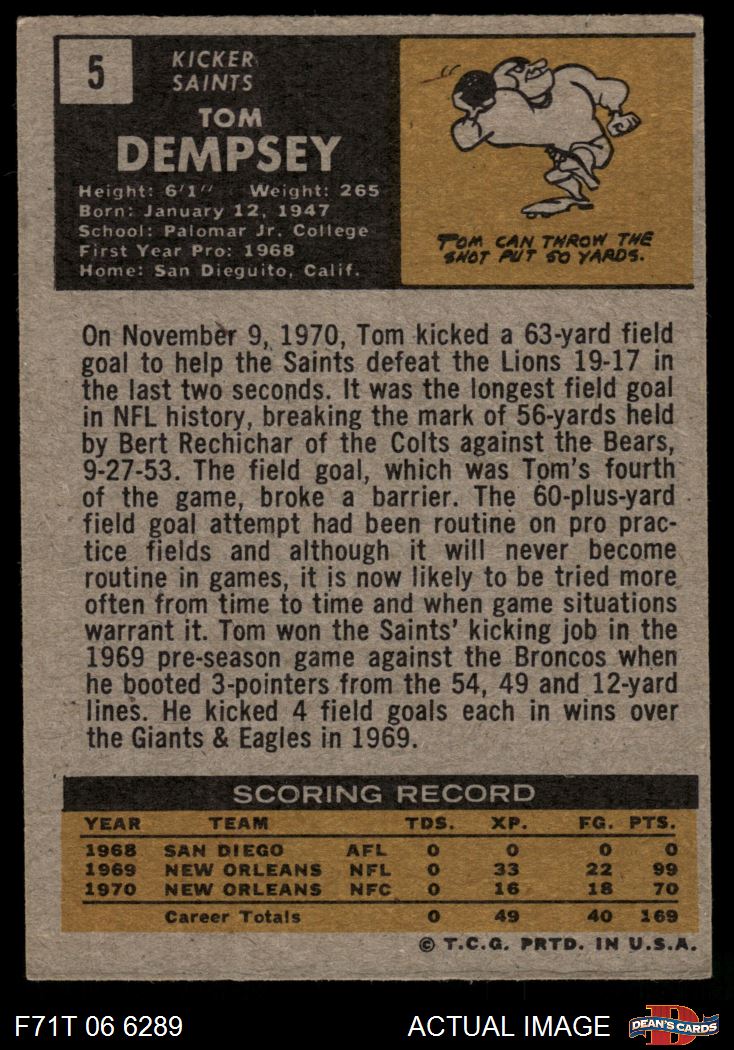 5
KICKER
SAINTS
TOM
DEMPSEY
Height: 6'1" Weight: 265
Born: January 12, 1947
School: Palomar Jr. College
First Year Pro: 1968
Home: San Dieguito, Calif.
TOM CAN THROW THE
SHOT PUT 50 YARDS.
On November 9, 1970, Tom kicked a 63-yard field
goal to help the Saints defeat the Lions 19-17 in
the last two seconds. It was the longest field goal
in NFL history, breaking the mark of 56-yards held
by Bert Rechichar of the Colts against the Bears,
9-27-53. The field goal, which was Tom's fourth
of the game, broke a barrier. The 60-plus-yard
field goal attempt had been routine on pro prac-
tice fields and although it will never become
routine in games, it is now likely to be tried more
often from time to time and when game situations
warrant it. Tom won the Saints' kicking job in the
1969 pre-season game against the Broncos when
he booted 3-pointers from the 54, 49 and 12-yard
lines. He kicked 4 field goals each in wins over
the Giants & Eagles in 1969.
SCORING RECORD
YEAR TEAM TDS. XP. FG. PTS.
1968 SAN DIEGO AFL 0 0 0 0
1969 NEW ORLEANS NFL 0 33 22 99
1970 NEW ORLEANS NFC 0 16 18 70
Career Totals 0 49 40 169
© T.C.G. PRTD. IN U.S.A.
F71T 06 6289 ACTUAL IMAGE
D
DEAN'S CARDS